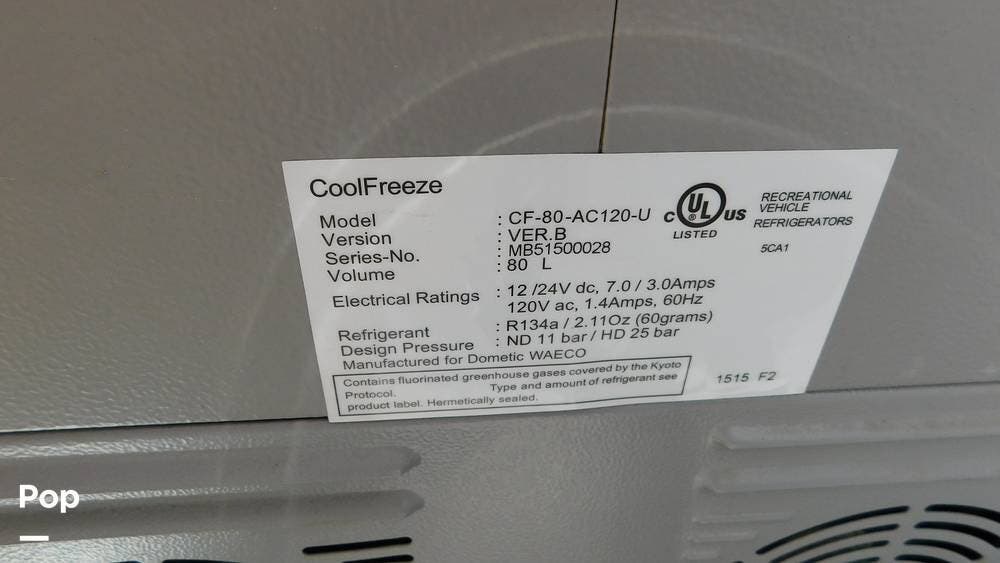 CoolFreeze
Model : CF-80-AC120-U
Version : VER.B
Series-No. : MB51500028
Volume : 80 L
Electrical Ratings : 12 /24V dc, 7.0 / 3.0Amps
120V ac, 1.4Amps, 60Hz
Refrigerant : R134a / 2.11Oz (60grams)
Design Pressure : ND 11 bar / HD 25 bar
Manufactured for Dometic WAECO
Contains fluorinated greenhouse gases covered by the Kyoto
Protocol. Type and amount of refrigerant see
product label. Hermetically sealed.
C UL ® US
LISTED
RECREATIONAL
VEHICLE
REFRIGERATORS
5CA1
1515 F2
Pop